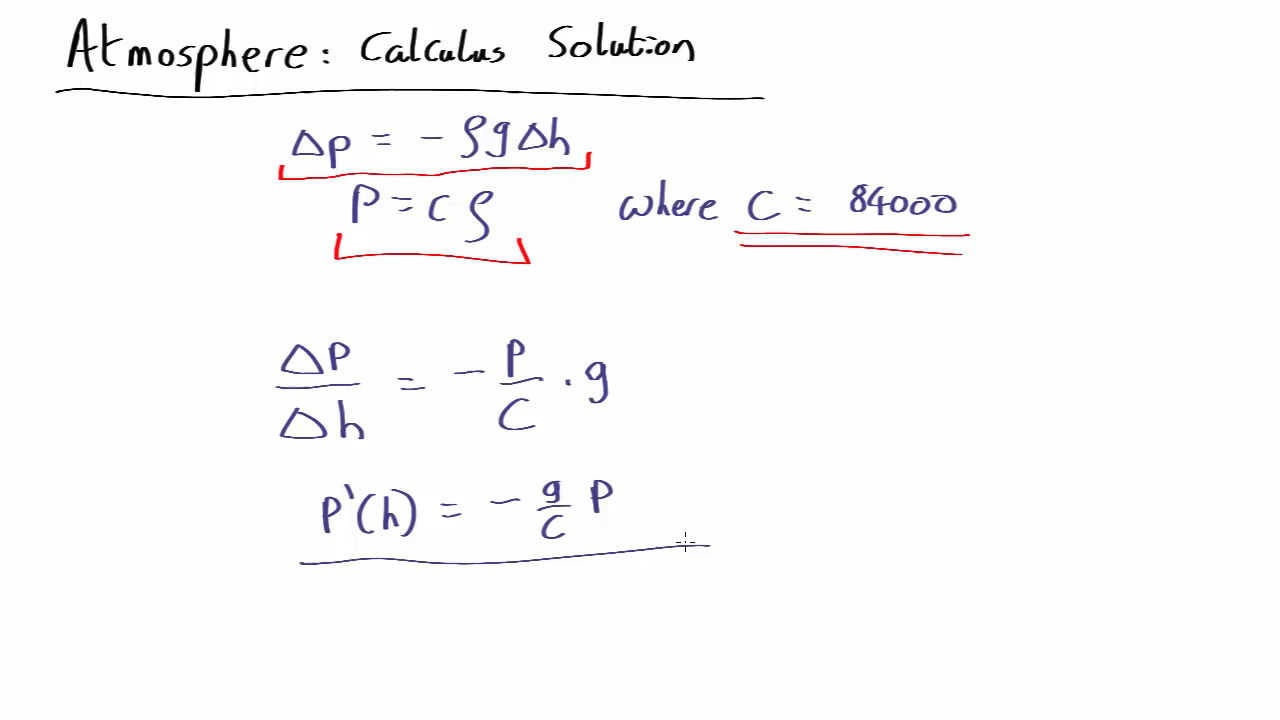 Atmosphere: Calculus Solution
Δp = - ρgΔh
P = cρ where C = 84000
ΔP/Δh = - P/C · g
P'(h) = - g/C P